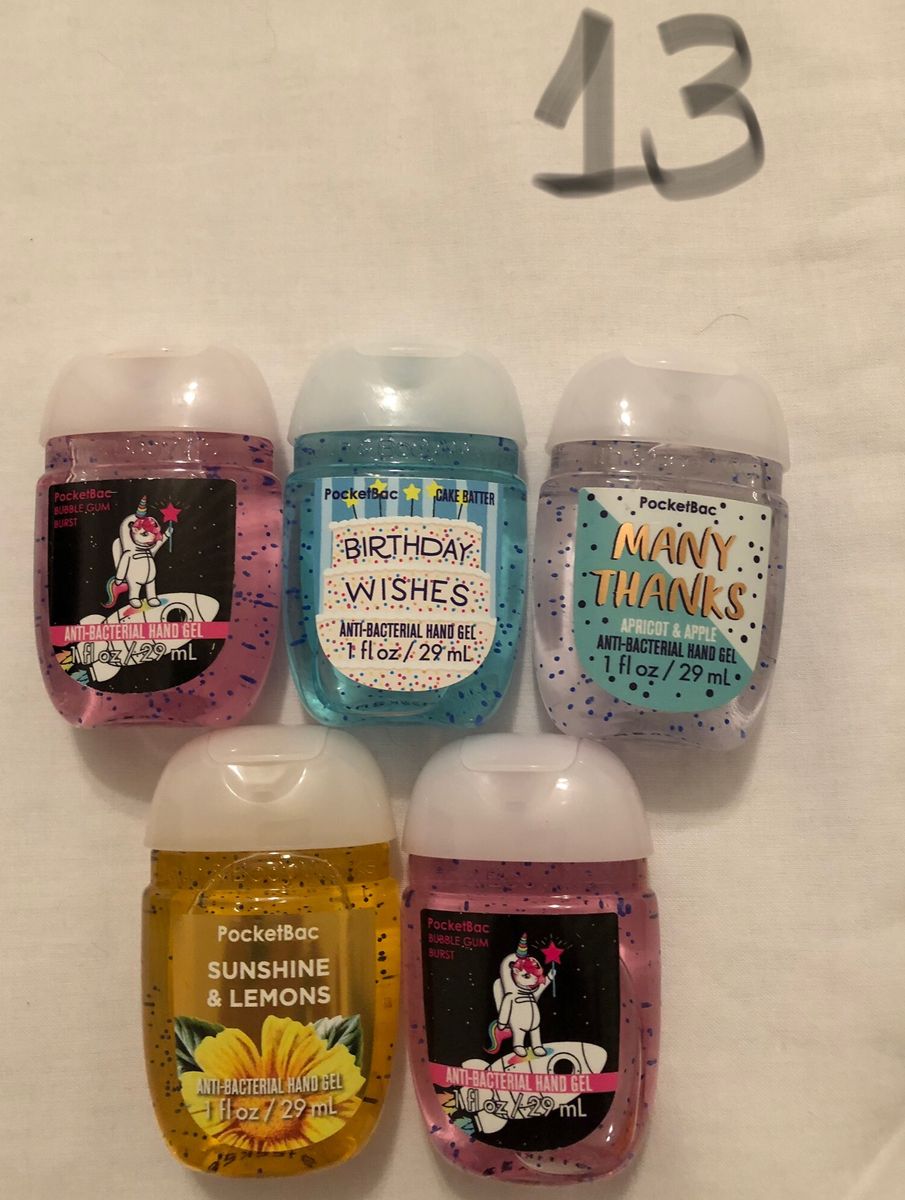 13
PocketBac
BUBBLE GUM
BURST
ANTI-BACTERIAL HAND GEL
1 fl oz / 29 mL
PocketBac CAKE BATTER
BIRTHDAY
WISHES
ANTI-BACTERIAL HAND GEL
1 fl oz / 29 mL
PocketBac
MANY
THANKS
APRICOT & APPLE
ANTI-BACTERIAL HAND GEL
1 fl oz / 29 mL
PocketBac
SUNSHINE
& LEMONS
ANTI-BACTERIAL HAND GEL
1 fl oz / 29 mL
PocketBac
BUBBLE GUM
BURST
ANTI-BACTERIAL HAND GEL
1 fl oz / 29 mL